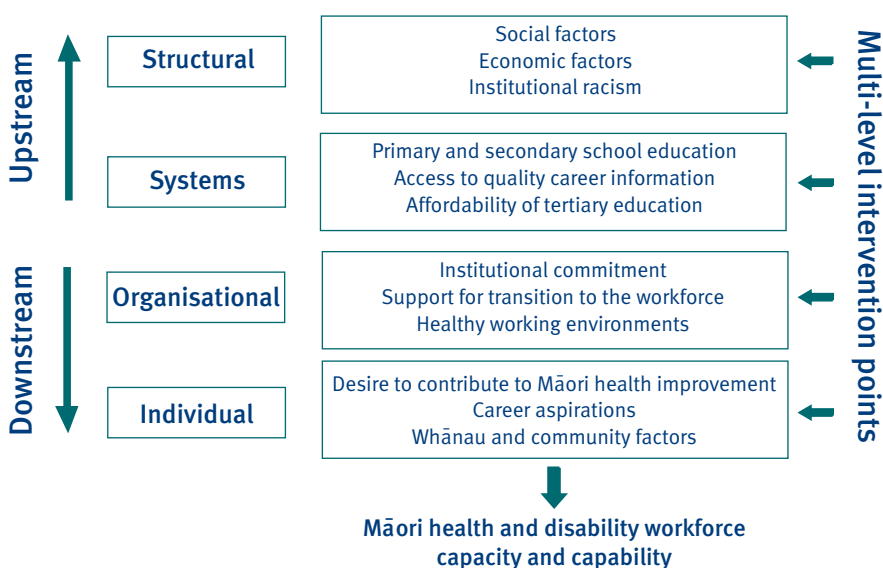 Upstream
Structural
Social factors
Economic factors
Institutional racism
Systems
Primary and secondary school education
Access to quality career information
Affordability of tertiary education
Downstream
Organisational
Institutional commitment
Support for transition to the workforce
Healthy working environments
Individual
Desire to contribute to Māori health improvement
Career aspirations
Whānau and community factors
Multi-level intervention points
Māori health and disability workforce
capacity and capability